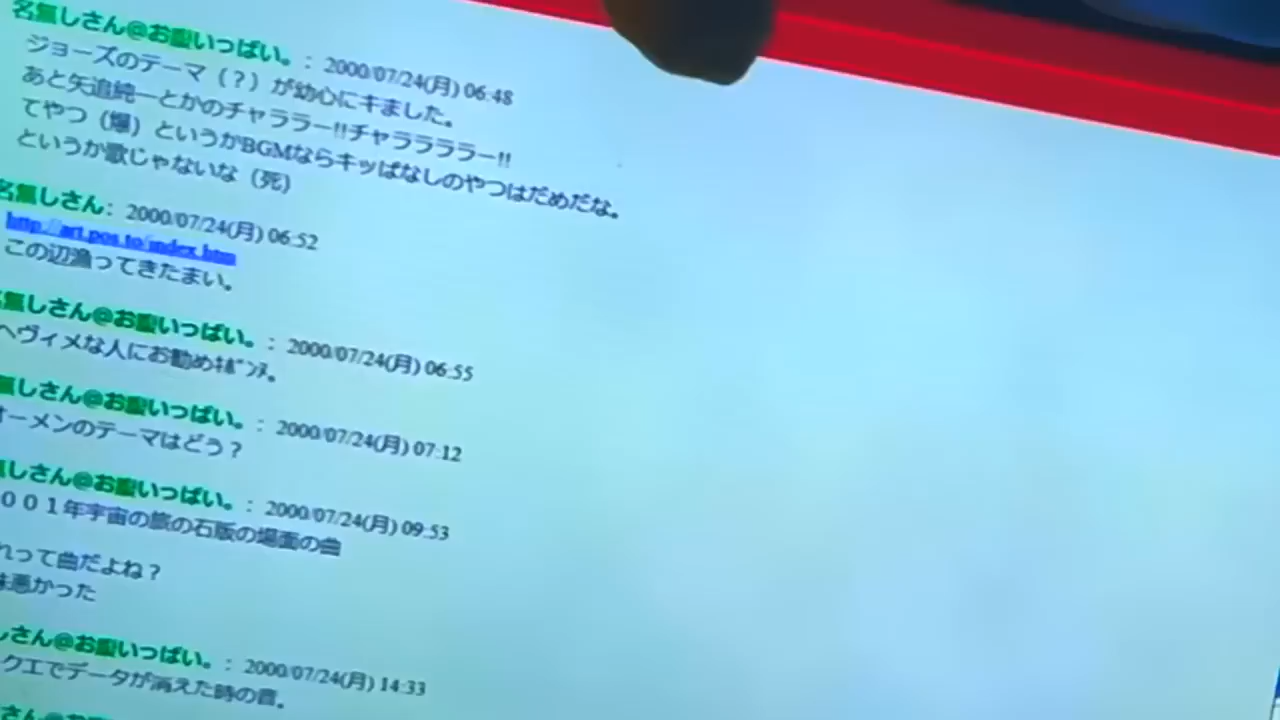 名無しさん@お腹いっぱい。： 2000/07/24(月) 06:48
ジョーズのテーマ（？）が幼心にキました。
あと矢追純一とかのチャララー!!チャララララー!!
てやつ（爆）というかBGMならキッぱなしのやつはだめだな。
というか歌じゃないな（死）
名無しさん： 2000/07/24(月) 06:52
http://art.pos.to/index.htm
この辺漁ってきたまい。
名無しさん@お腹いっぱい。： 2000/07/24(月) 06:55
ヘヴィメな人にお勧めｷﾎﾞﾝﾇ。
無しさん@お腹いっぱい。： 2000/07/24(月) 07:12
オーメンのテーマはどう？
無しさん@お腹いっぱい。： 2000/07/24(月) 09:53
００１年宇宙の旅の石版の場面の曲
れって曲だよね？
味悪かった
しさん@お腹いっぱい。： 2000/07/24(月) 14:33
クエでデータが消えた時の音。